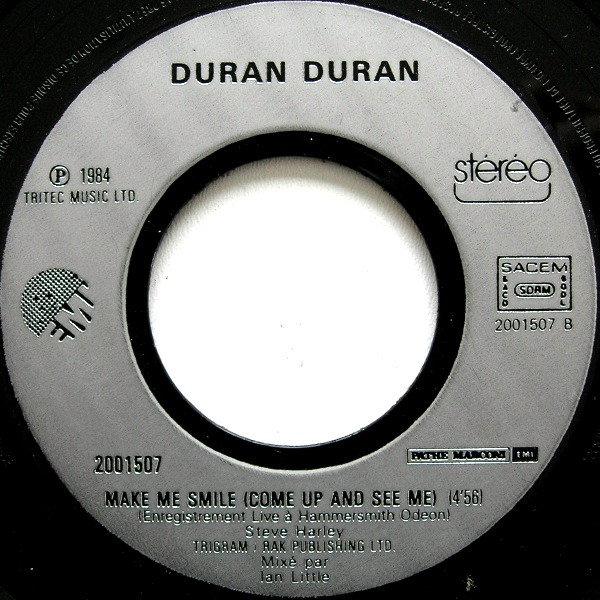 DURAN DURAN
℗ 1984
TRITEC MUSIC LTD.
stéréo
EMI
SACEM
SACD
SDRM
SGDL
2001507 B
2001507
PATHE MARCONI EMI
MAKE ME SMILE (COME UP AND SEE ME) (4'56)
(Enregistrement Live à Hammersmith Odeon)
Steve Harley
TRIGRAM / RAK PUBLISHING LTD.
Mixé par
Ian Little